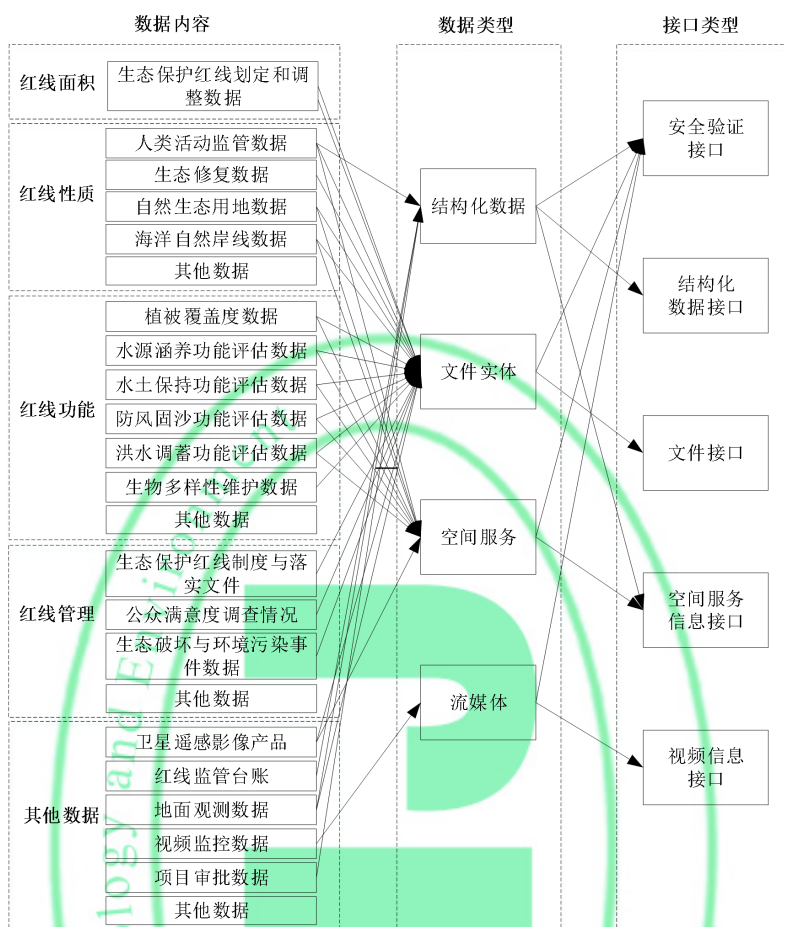 数据内容
数据类型
接口类型
红线面积
生态保护红线划定和调
整数据
红线性质
人类活动监管数据
生态修复数据
自然生态用地数据
海洋自然岸线数据
其他数据
红线功能
植被覆盖度数据
水源涵养功能评估数据
水土保持功能评估数据
防风固沙功能评估数据
洪水调蓄功能评估数据
生物多样性维护数据
其他数据
红线管理
生态保护红线制度与落
实文件
公众满意度调查情况
生态破坏与环境污染事
件数据
其他数据
其他数据
卫星遥感影像产品
红线监管台账
地面观测数据
视频监控数据
项目审批数据
其他数据
结构化数据
文件实体
空间服务
流媒体
安全验证
接口
结构化
数据接口
文件接口
空间服务
信息接口
视频信息
接口
ology and Environment